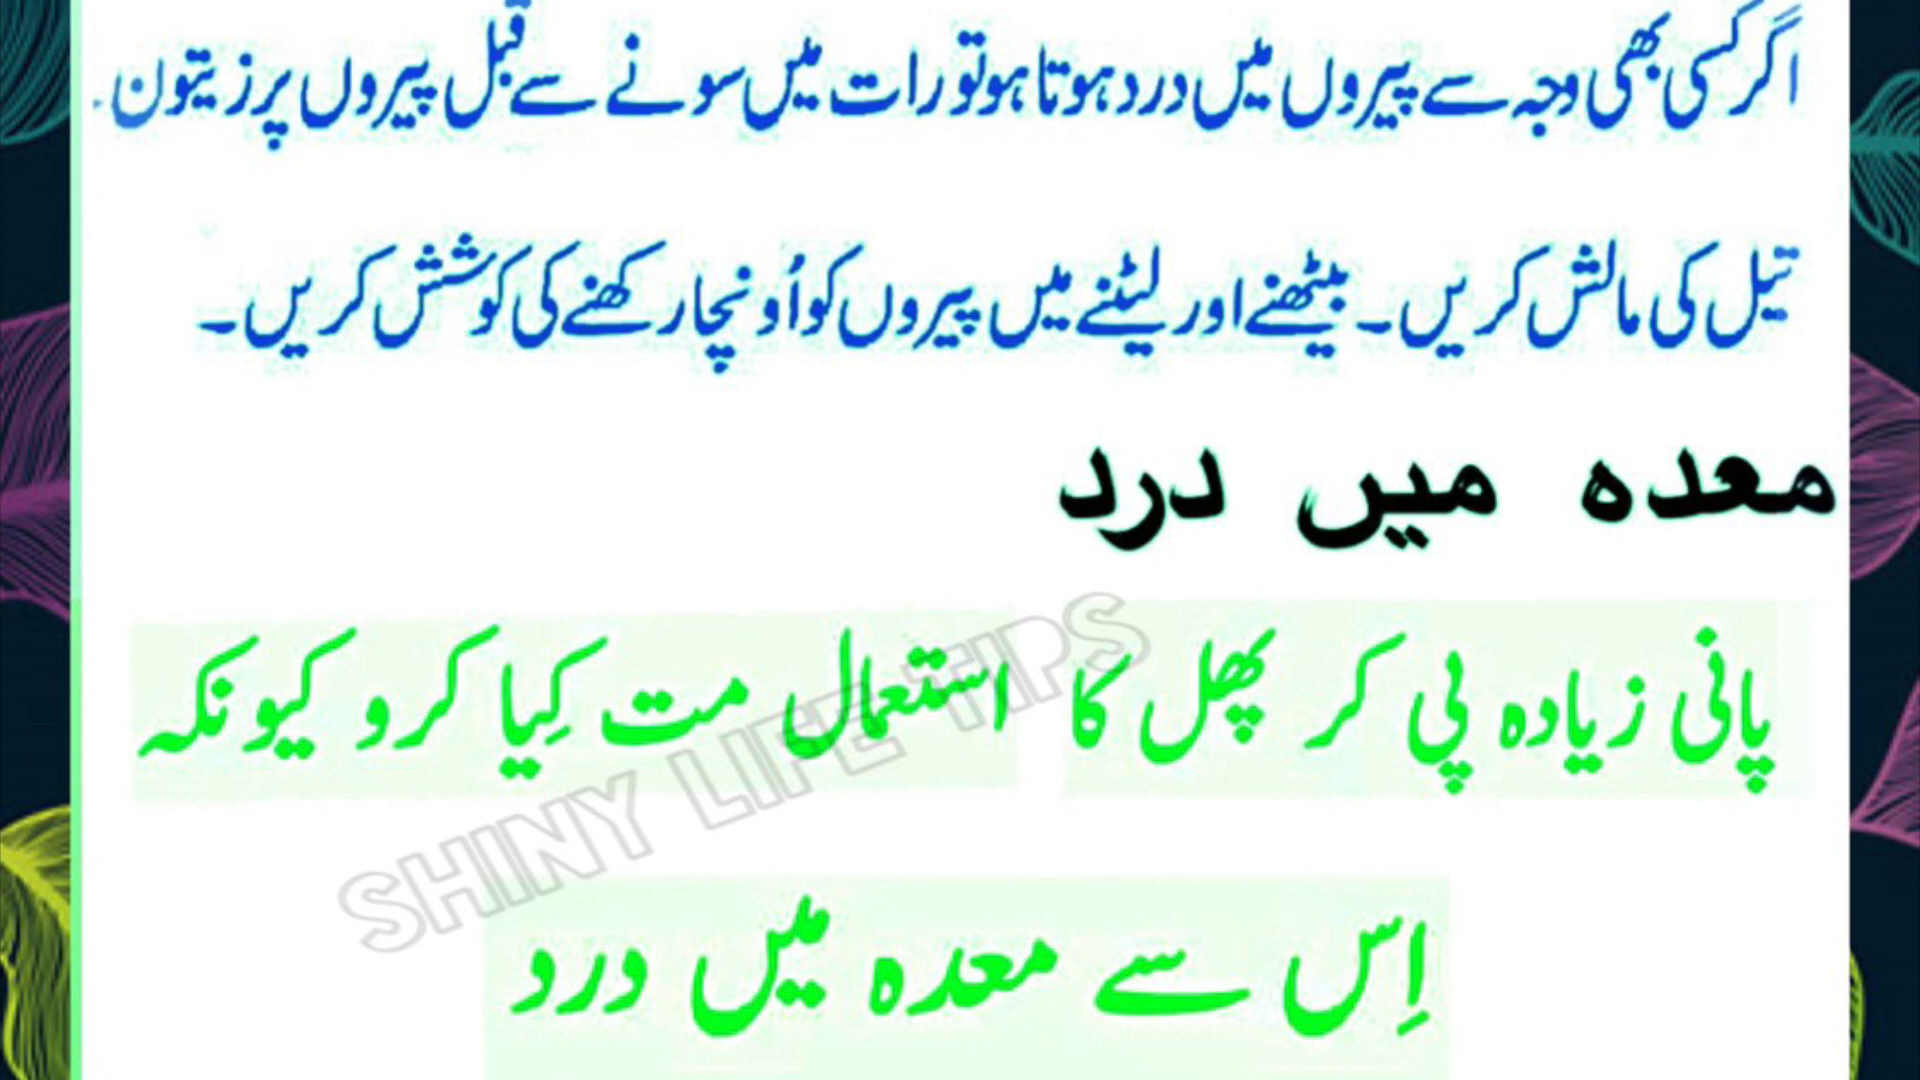 اگر کسی بھی وجہ سے پیروں میں درد ہوتا ہو تو رات میں سونے سے قبل پیروں پر زیتون
تیل کی مالش کریں۔ بیٹھنے اور لیٹنے میں پیروں کو اُونچا رکھنے کی کوشش کریں۔
معدہ میں درد
پانی زیادہ پی کر پھل کا استعمال مت کِیا کرو کیونکہ
SHINY LIFE TIPS
اِس سے معدہ میں درد